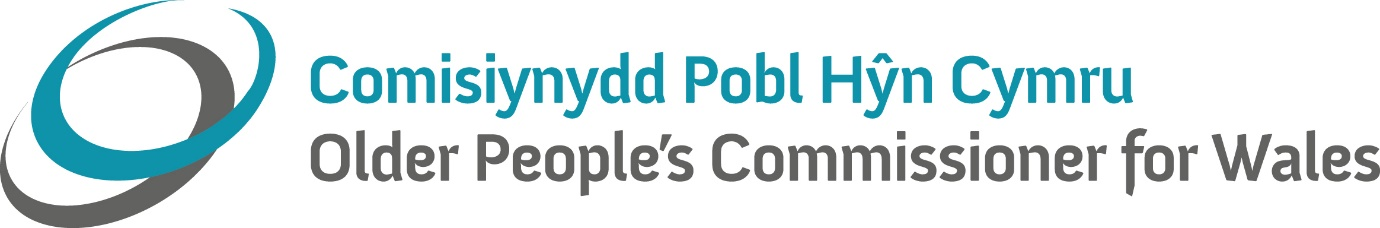 Comisiynydd Pobl Hŷn Cymru
Older People's Commissioner for Wales